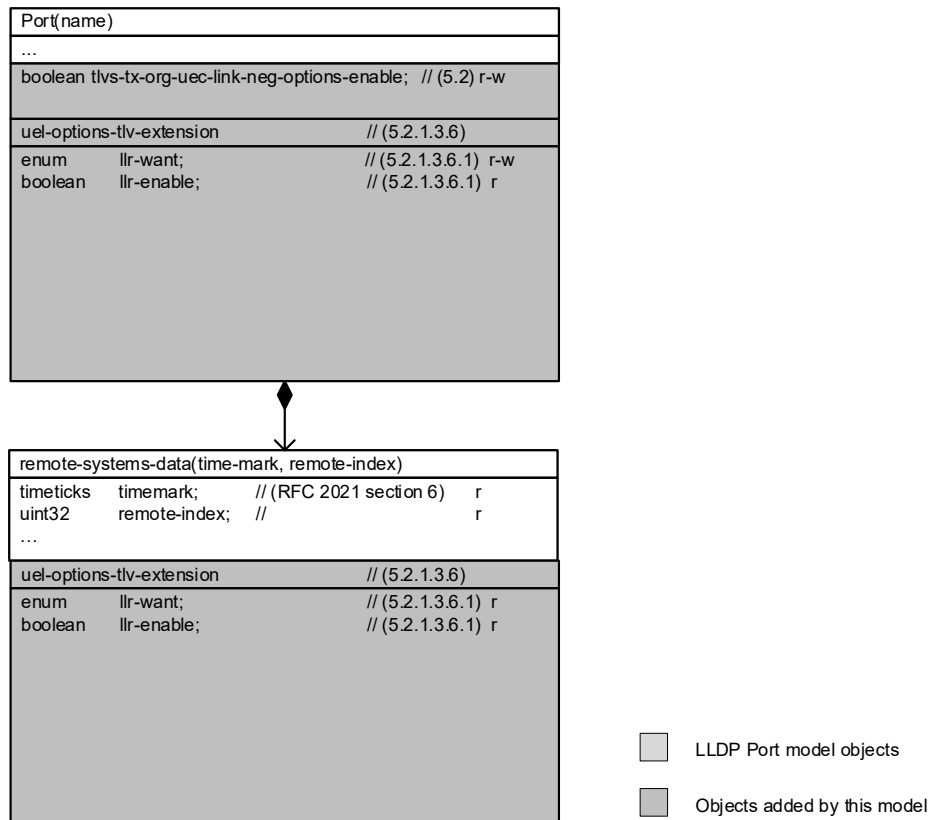 Port(name)
...
boolean tlvs-tx-org-uec-link-neg-options-enable; // (5.2) r-w
uel-options-tlv-extension // (5.2.1.3.6)
enum llr-want; // (5.2.1.3.6.1) r-w
boolean llr-enable; // (5.2.1.3.6.1) r
remote-systems-data(time-mark, remote-index)
timeticks timemark; // (RFC 2021 section 6) r
uint32 remote-index; // r
...
uel-options-tlv-extension // (5.2.1.3.6)
enum llr-want; // (5.2.1.3.6.1) r
boolean llr-enable; // (5.2.1.3.6.1) r
LLDP Port model objects
Objects added by this model